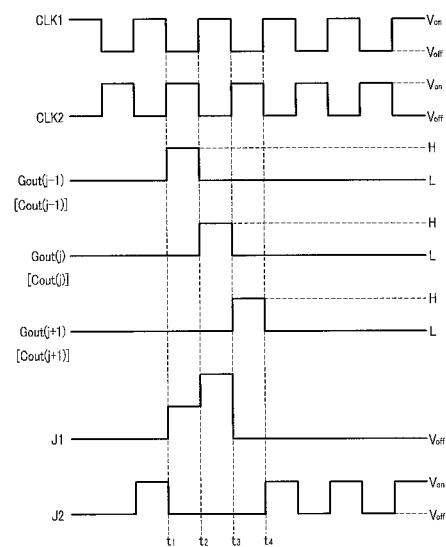 CLK1
Von
Voff
CLK2
Von
Voff
Gout(j-1)
[Cout(j-1)]
H
L
Gout(j)
[Cout(j)]
H
L
Gout(j+1)
[Cout(j+1)]
H
L
J1
Voff
J2
Von
Voff
t1 t2 t3 t4